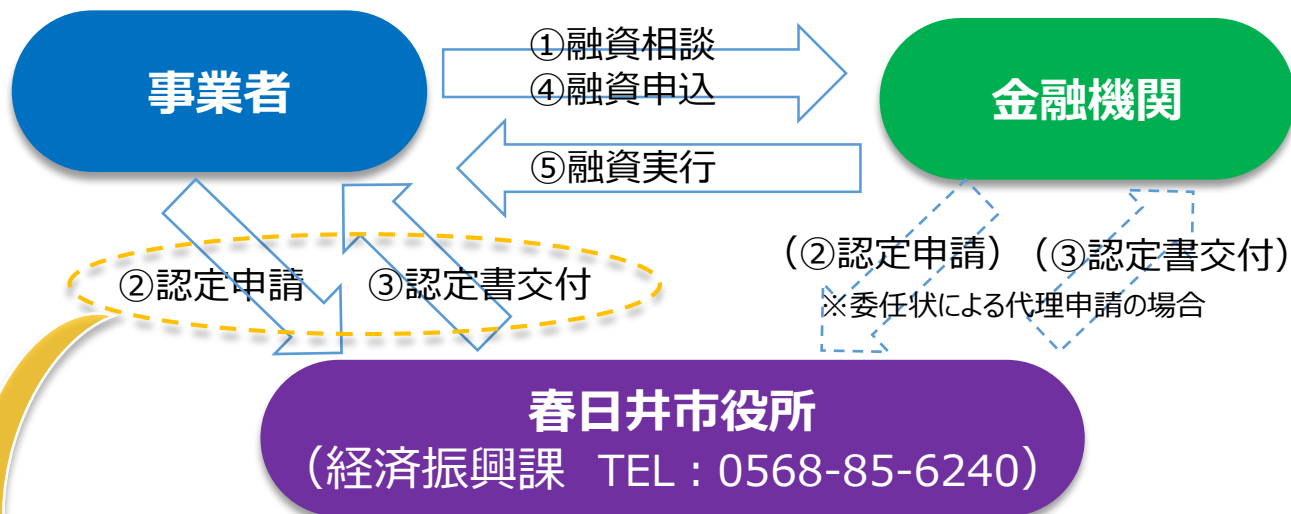 ①融資相談
④融資申込
事業者
金融機関
⑤融資実行
②認定申請
③認定書交付
（②認定申請）
（③認定書交付）
※委任状による代理申請の場合
春日井市役所
（経済振興課 TEL：0568-85-6240）